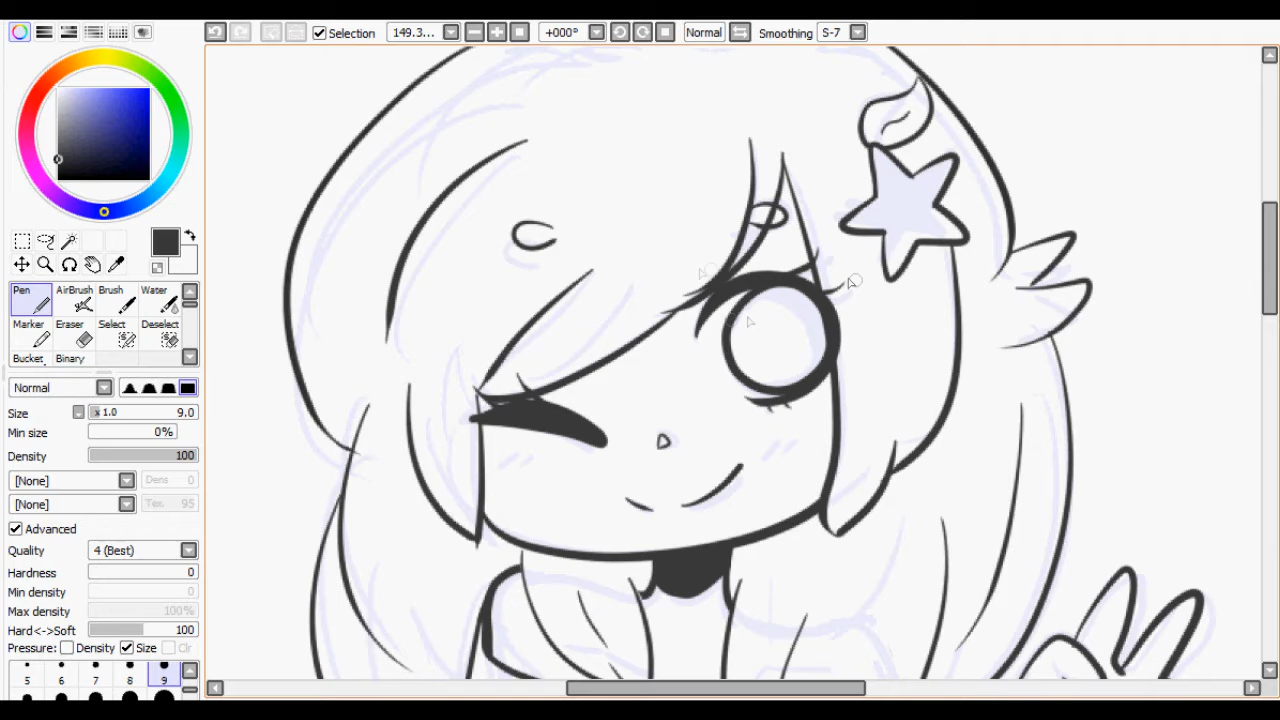 Selection
149.3...
+000°
Normal
Smoothing
S-7
Pen
AirBrush
Brush
Water
Marker
Eraser
Select
Deselect
Bucket
Binary
Normal
Size
x 1.0
9.0
Min size
0%
Density
100
[None]
Dens
0
[None]
Tex.
95
Advanced
Quality
4 (Best)
Hardness
0
Min density
0
Max density
100%
Hard<->Soft
100
Pressure:
Density
Size
Clr
5
6
7
8
9